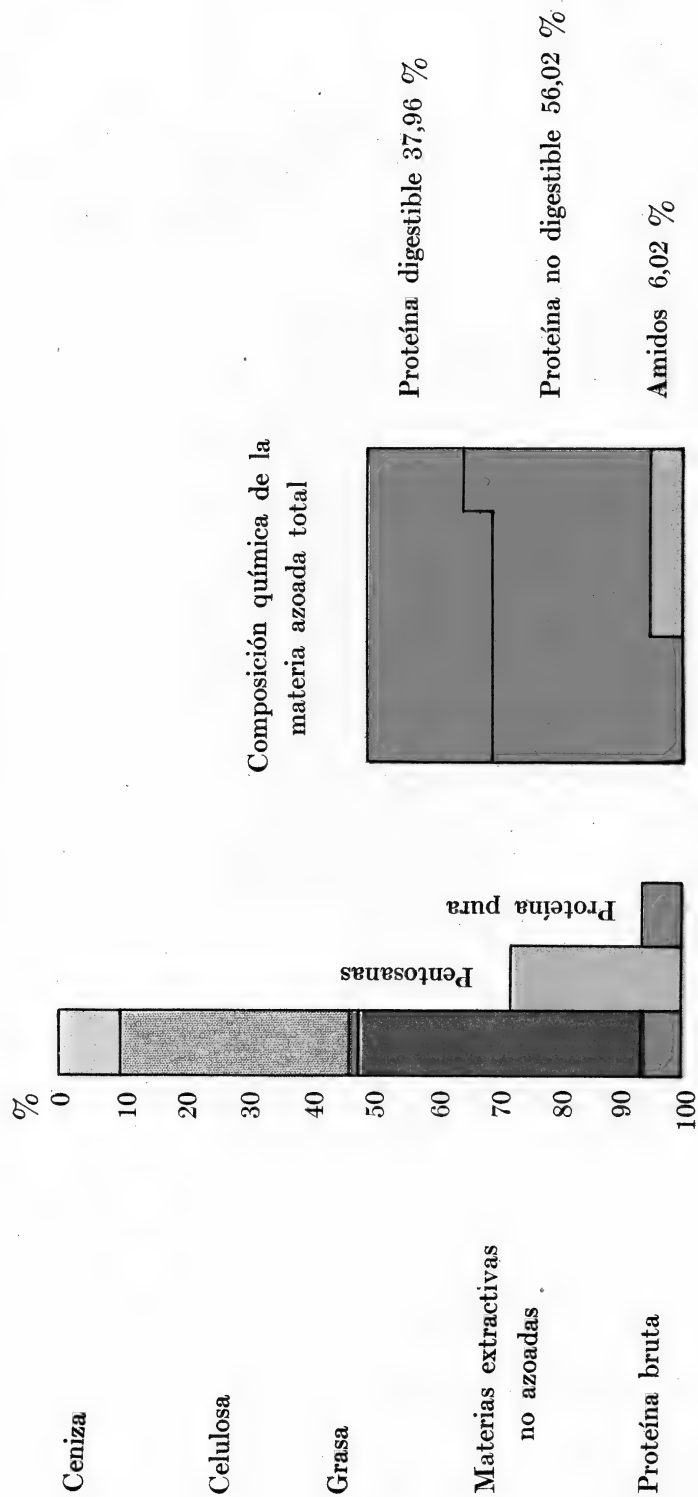 Ceniza
Celulosa
Grasa
Materias extractivas
no azoadas
Proteína bruta
%
0
10
20
30
40
50
60
70
80
90
100
Pentosanas
Proteína pura
Composición química de la
materia azoada total
Proteína digestible 37,96 %
Proteína no digestible 56,02 %
Amidos 6,02 %